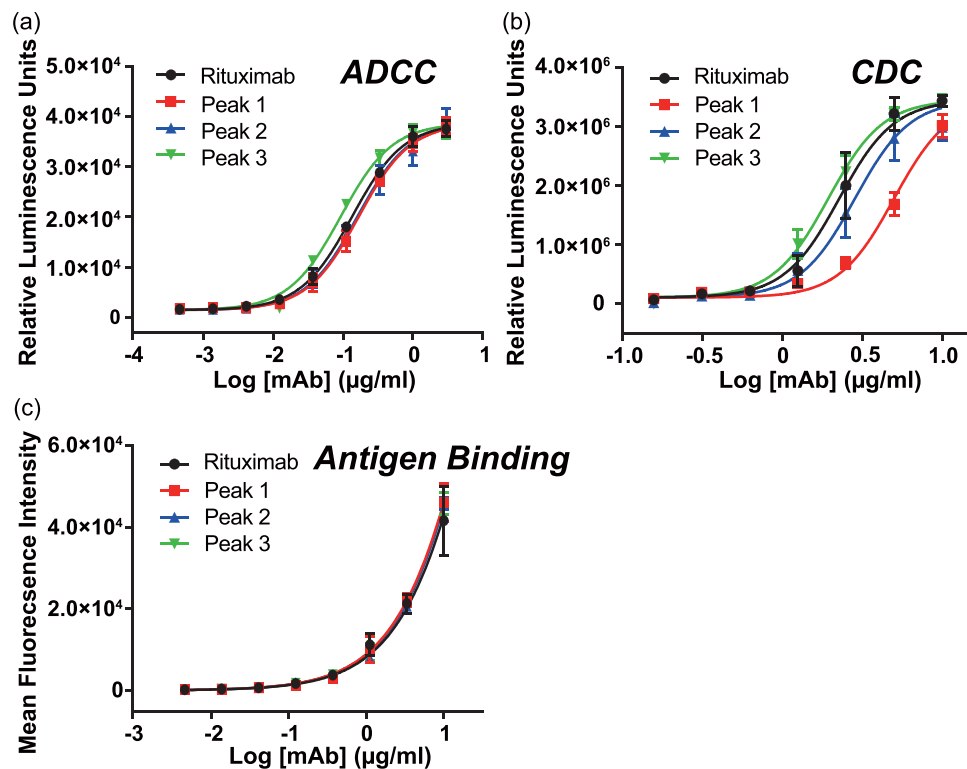 (a)
ADCC
Relative Luminescence Units
5.0×10⁴
4.0×10⁴
3.0×10⁴
2.0×10⁴
1.0×10⁴
0
Rituximab
Peak 1
Peak 2
Peak 3
-4 -3 -2 -1 0 1
Log [mAb] (µg/ml)
(b)
CDC
Relative Luminescence Units
4.0×10⁶
3.0×10⁶
2.0×10⁶
1.0×10⁶
0
Rituximab
Peak 1
Peak 2
Peak 3
-1.0 -0.5 0 0.5 1.0
Log [mAb] (µg/ml)
(c)
Antigen Binding
Mean Fluorecsence Intensity
6.0×10⁴
4.0×10⁴
2.0×10⁴
0
Rituximab
Peak 1
Peak 2
Peak 3
-3 -2 -1 0 1
Log [mAb] (µg/ml)